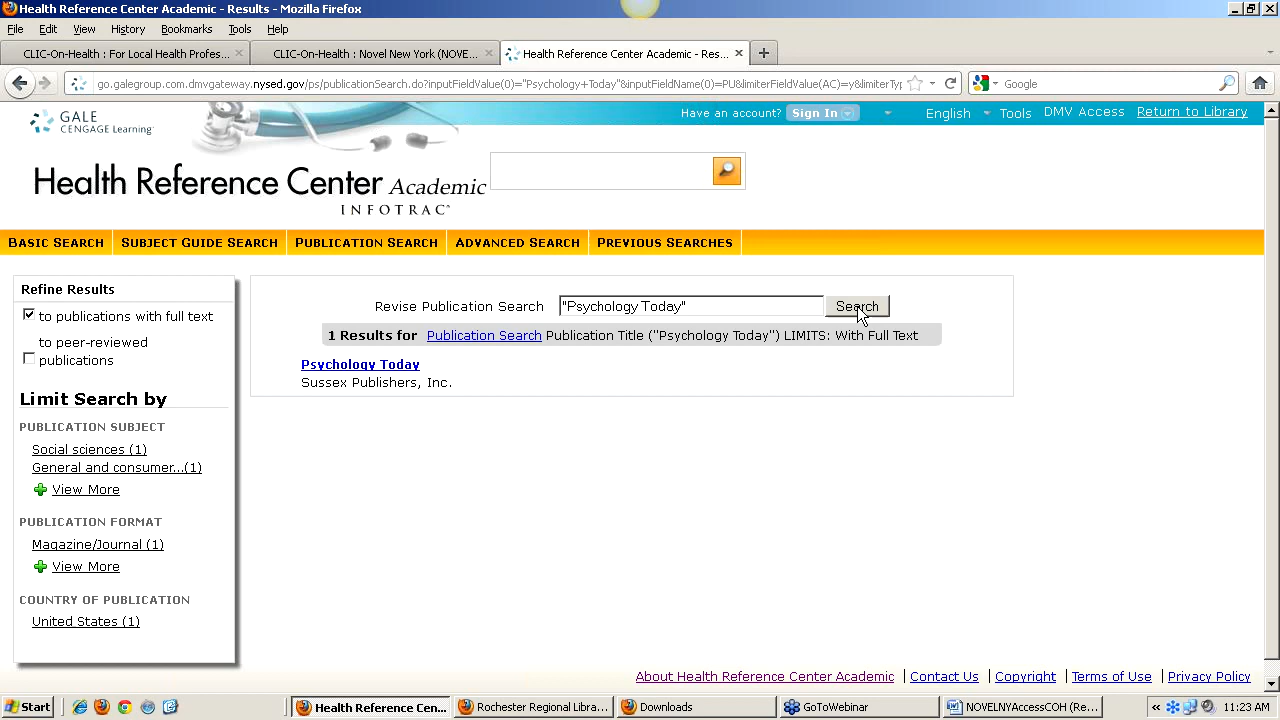 Health Reference Center Academic - Results - Mozilla Firefox
File Edit View History Bookmarks Tools Help
CLIC-On-Health : For Local Health Profes... CLIC-On-Health : Novel New York (NOVE... Health Reference Center Academic - Res...
go.galegroup.com.dmvgateway.nysed.gov/ps/publicationSearch.do?inputFieldValue(0)="Psychology+Today"&inputFieldName(0)=PU&limiterFieldValue(AC)=y&limiterTyp Google
GALE
CENGAGE Learning
Have an account? Sign In English Tools DMV Access Return to Library
Health Reference Center Academic
INFOTRAC
BASIC SEARCH SUBJECT GUIDE SEARCH PUBLICATION SEARCH ADVANCED SEARCH PREVIOUS SEARCHES
Refine Results
to publications with full text
to peer-reviewed
publications
Limit Search by
PUBLICATION SUBJECT
Social sciences (1)
General and consumer...(1)
View More
PUBLICATION FORMAT
Magazine/Journal (1)
View More
COUNTRY OF PUBLICATION
United States (1)
Revise Publication Search "Psychology Today" Search
1 Results for Publication Search Publication Title ("Psychology Today") LIMITS: With Full Text
Psychology Today
Sussex Publishers, Inc.
About Health Reference Center Academic | Contact Us | Copyright | Terms of Use | Privacy Policy
Start Health Reference Cen... Rochester Regional Libra... Downloads GoToWebinar NOVELNYAccessCOH (Re... 11:23 AM